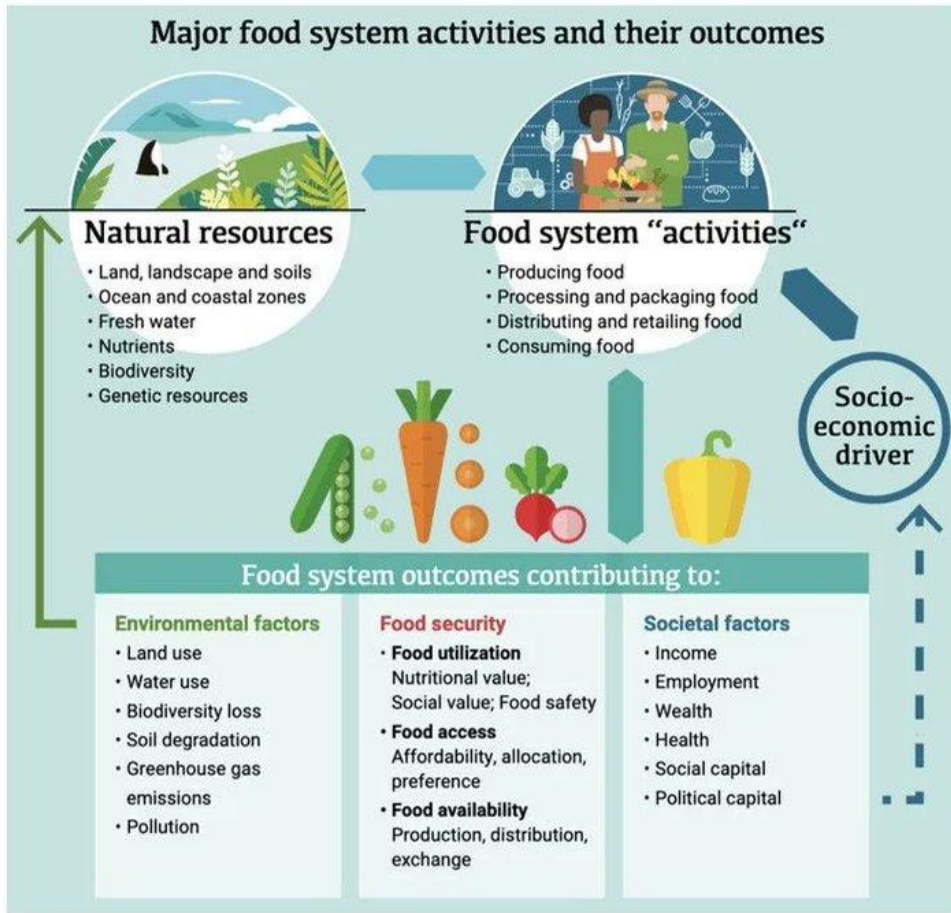 Major food system activities and their outcomes
Natural resources
• Land, landscape and soils
• Ocean and coastal zones
• Fresh water
• Nutrients
• Biodiversity
• Genetic resources
Food system “activities“
• Producing food
• Processing and packaging food
• Distributing and retailing food
• Consuming food
Socio-
economic
driver
Food system outcomes contributing to:
Environmental factors
• Land use
• Water use
• Biodiversity loss
• Soil degradation
• Greenhouse gas
emissions
• Pollution
Food security
• Food utilization
Nutritional value;
Social value; Food safety
• Food access
Affordability, allocation,
preference
• Food availability
Production, distribution,
exchange
Societal factors
• Income
• Employment
• Wealth
• Health
• Social capital
• Political capital